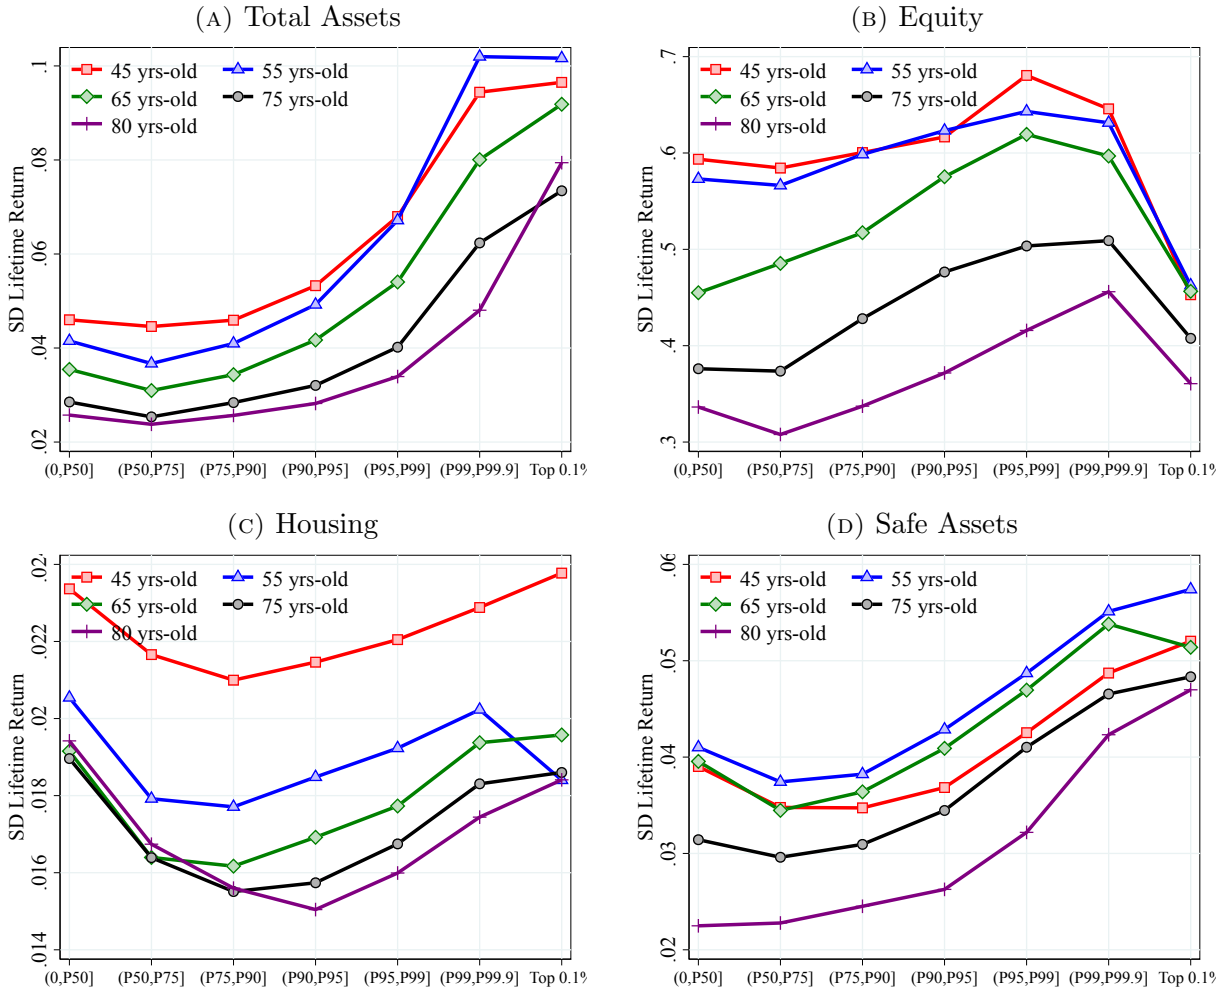 (A) Total Assets
SD Lifetime Return
.1
.08
.06
.04
.02
45 yrs-old
55 yrs-old
65 yrs-old
75 yrs-old
80 yrs-old
(0,P50]
(P50,P75]
(P75,P90]
(P90,P95]
(P95,P99]
(P99,P99.9]
Top 0.1%
(B) Equity
SD Lifetime Return
.7
.6
.5
.4
.3
45 yrs-old
55 yrs-old
65 yrs-old
75 yrs-old
80 yrs-old
(0,P50]
(P50,P75]
(P75,P90]
(P90,P95]
(P95,P99]
(P99,P99.9]
Top 0.1%
(C) Housing
SD Lifetime Return
.024
.022
.02
.018
.016
.014
45 yrs-old
55 yrs-old
65 yrs-old
75 yrs-old
80 yrs-old
(0,P50]
(P50,P75]
(P75,P90]
(P90,P95]
(P95,P99]
(P99,P99.9]
Top 0.1%
(D) Safe Assets
SD Lifetime Return
.06
.05
.04
.03
.02
45 yrs-old
55 yrs-old
65 yrs-old
75 yrs-old
80 yrs-old
(0,P50]
(P50,P75]
(P75,P90]
(P90,P95]
(P95,P99]
(P99,P99.9]
Top 0.1%